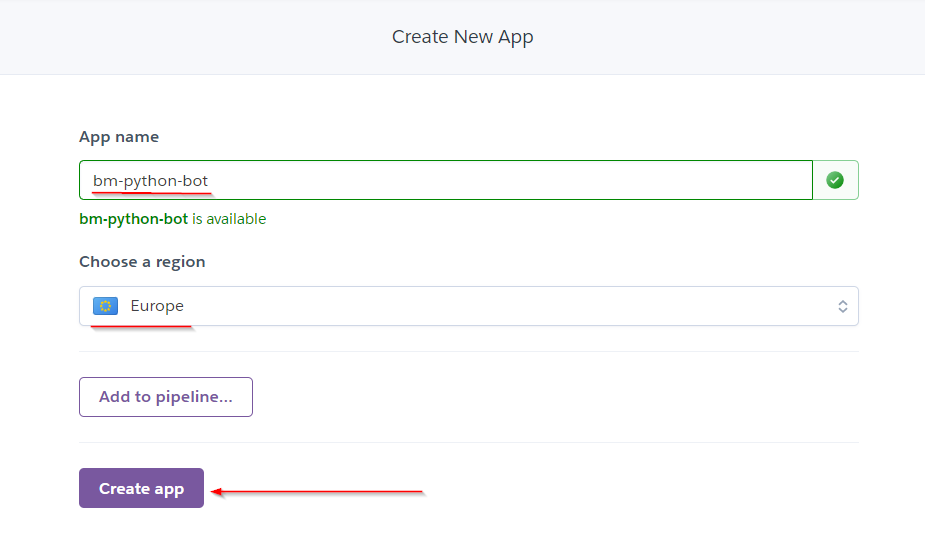 Create New App
App name
bm-python-bot
bm-python-bot is available
Choose a region
Europe
Add to pipeline...
Create app